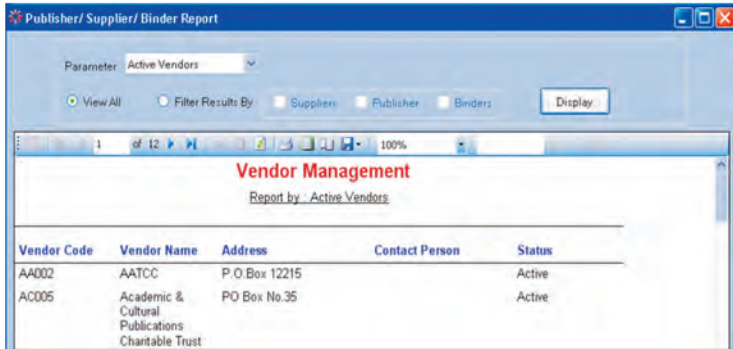 Publisher/ Supplier/ Binder Report
Parameter Active Vendors
View All Filter Results By Suppliers Publisher Binders Display
1 of 12 100%
Vendor Management
Report by : Active Vendors
Vendor Code Vendor Name Address Contact Person Status
AA002 AATCC P.O.Box 12215 Active
AC005 Academic & PO Box No.35 Active
Cultural
Publications
Charitable Trust